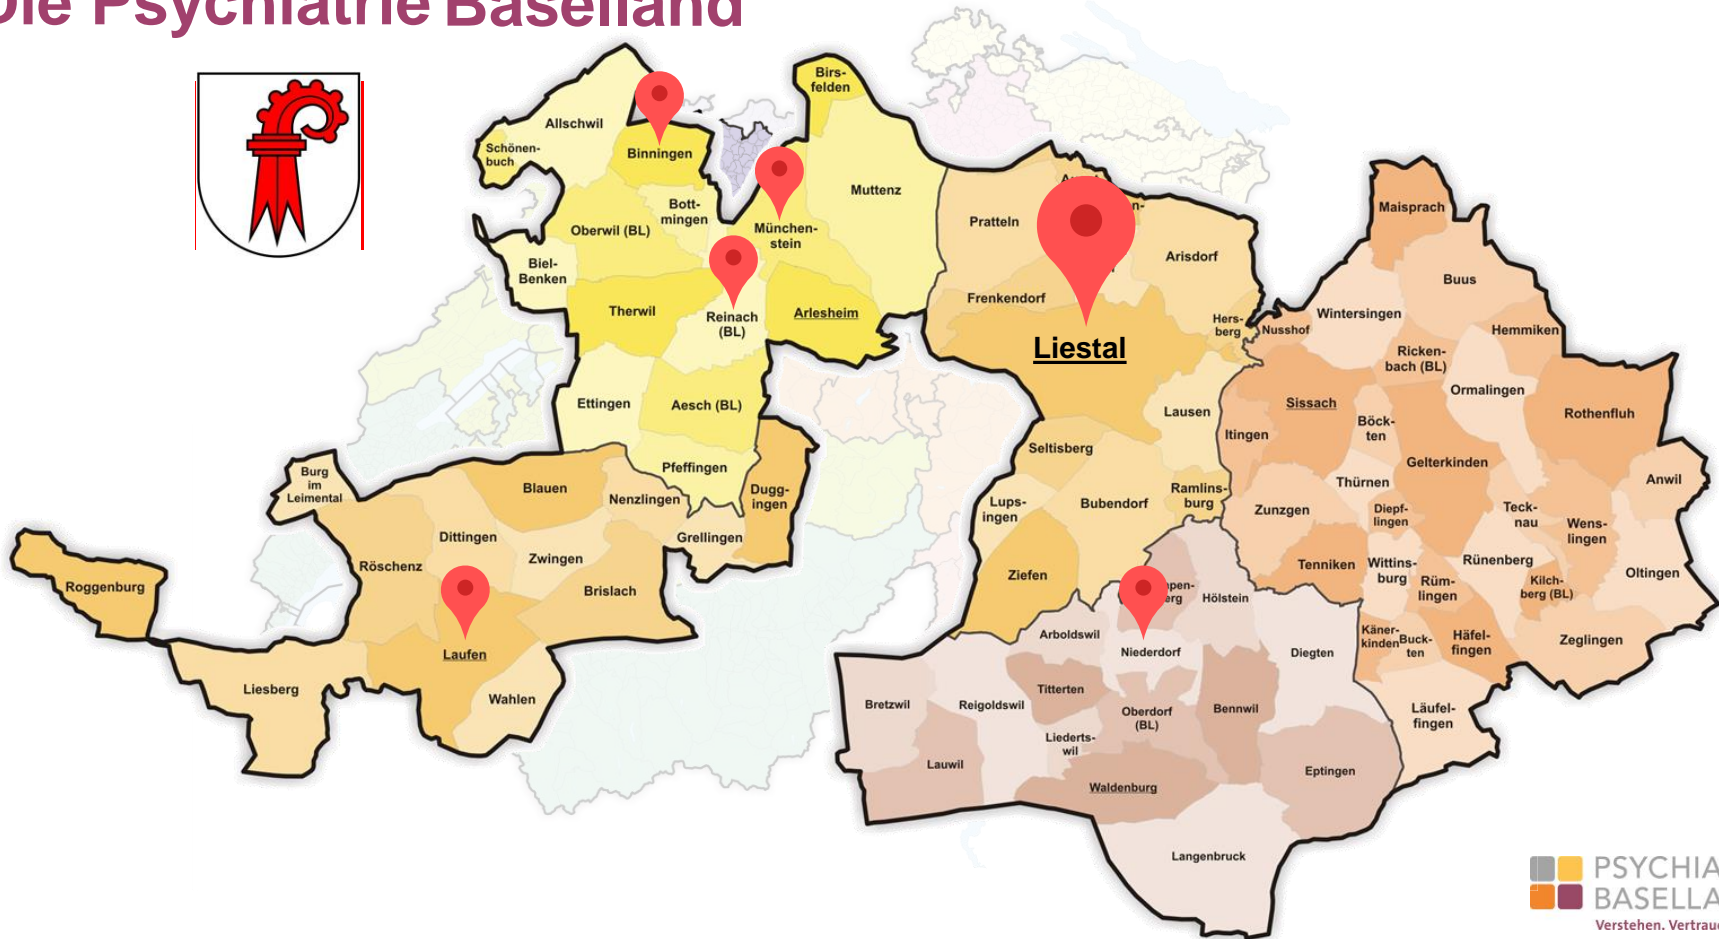 Die Psychiatrie Baselland
Birs-
felden
Allschwil
Schönen-
buch
Binningen
Muttenz
Bott-
mingen
Oberwil (BL)
München-
stein
Biel-
Benken
Therwil
Reinach
(BL)
Arlesheim
Ettingen
Aesch (BL)
Pfeffingen
Pratteln
Arisdorf
Frenkendorf
Hers-
berg
Liestal
Lausen
Seltisberg
Lups-
ingen
Bubendorf
Ramlins-
burg
Ziefen
Maisprach
Buus
Wintersingen
Nusshof
Hemmiken
Ricken-
bach (BL)
Ormalingen
Sissach
Rothenfluh
Itingen
Böck-
ten
Gelterkinden
Thürnen
Anwil
Zunzgen
Diepf-
lingen
Teck-
nau
Wens-
lingen
Tenniken
Wittins-
burg
Rünenberg
Rüm-
lingen
Kilch-
berg (BL)
Oltingen
Käner-
kinden
Buck-
ten
Häfel-
fingen
Zeglingen
Läufel-
fingen
Burg
im
Leimental
Blauen
Nenzlingen
Dugg-
ingen
Dittingen
Grellingen
Zwingen
Röschenz
Roggenburg
Brislach
Laufen
Liesberg
Wahlen
Hölstein
Arboldswil
Niederdorf
Diegten
Bretzwil
Reigoldswil
Titterten
Oberdorf
(BL)
Bennwil
Liederts-
wil
Lauwil
Waldenburg
Eptingen
Langenbruck
PSYCHIA
BASELLA
Verstehen. Vertrau